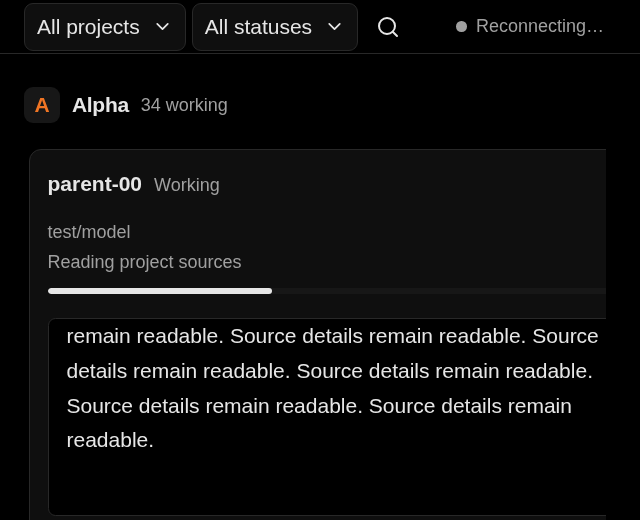 All projects
All statuses
Reconnecting…
A
Alpha 34 working
parent-00 Working
test/model
Reading project sources
remain readable. Source details remain readable. Source
details remain readable. Source details remain readable.
Source details remain readable. Source details remain
readable.